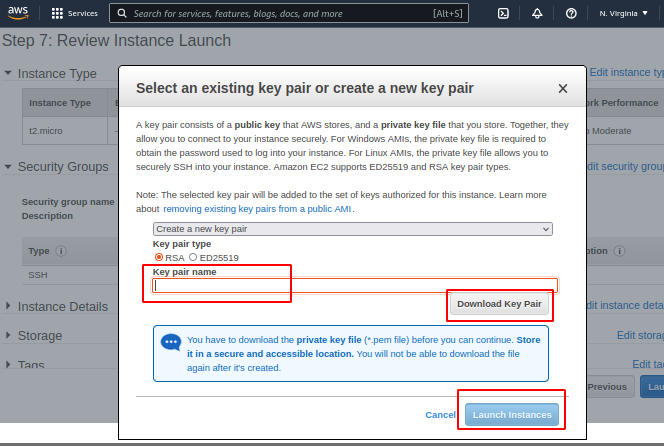 aws
Services
Search for services, features, blogs, docs, and more
[Alt+S]
N. Virginia
Step 7: Review Instance Launch
Instance Type
Edit instance typ
Instance Type
rk Performance
t2.micro
Moderate
Security Groups
dit security group
Security group name
Description
Type
ption
SSH
Instance Details
dit instance detai
Storage
Edit storag
Tags
Edit tag
Previous
Lau
Select an existing key pair or create a new key pair
A key pair consists of a public key that AWS stores, and a private key file that you store. Together, they
allow you to connect to your instance securely. For Windows AMIs, the private key file is required to
obtain the password used to log into your instance. For Linux AMIs, the private key file allows you to
securely SSH into your instance. Amazon EC2 supports ED25519 and RSA key pair types.
Note: The selected key pair will be added to the set of keys authorized for this instance. Learn more
about removing existing key pairs from a public AMI.
Create a new key pair
Key pair type
RSA ED25519
Key pair name
Download Key Pair
You have to download the private key file (*.pem file) before you can continue. Store
it in a secure and accessible location. You will not be able to download the file
again after it's created.
Cancel
Launch Instances